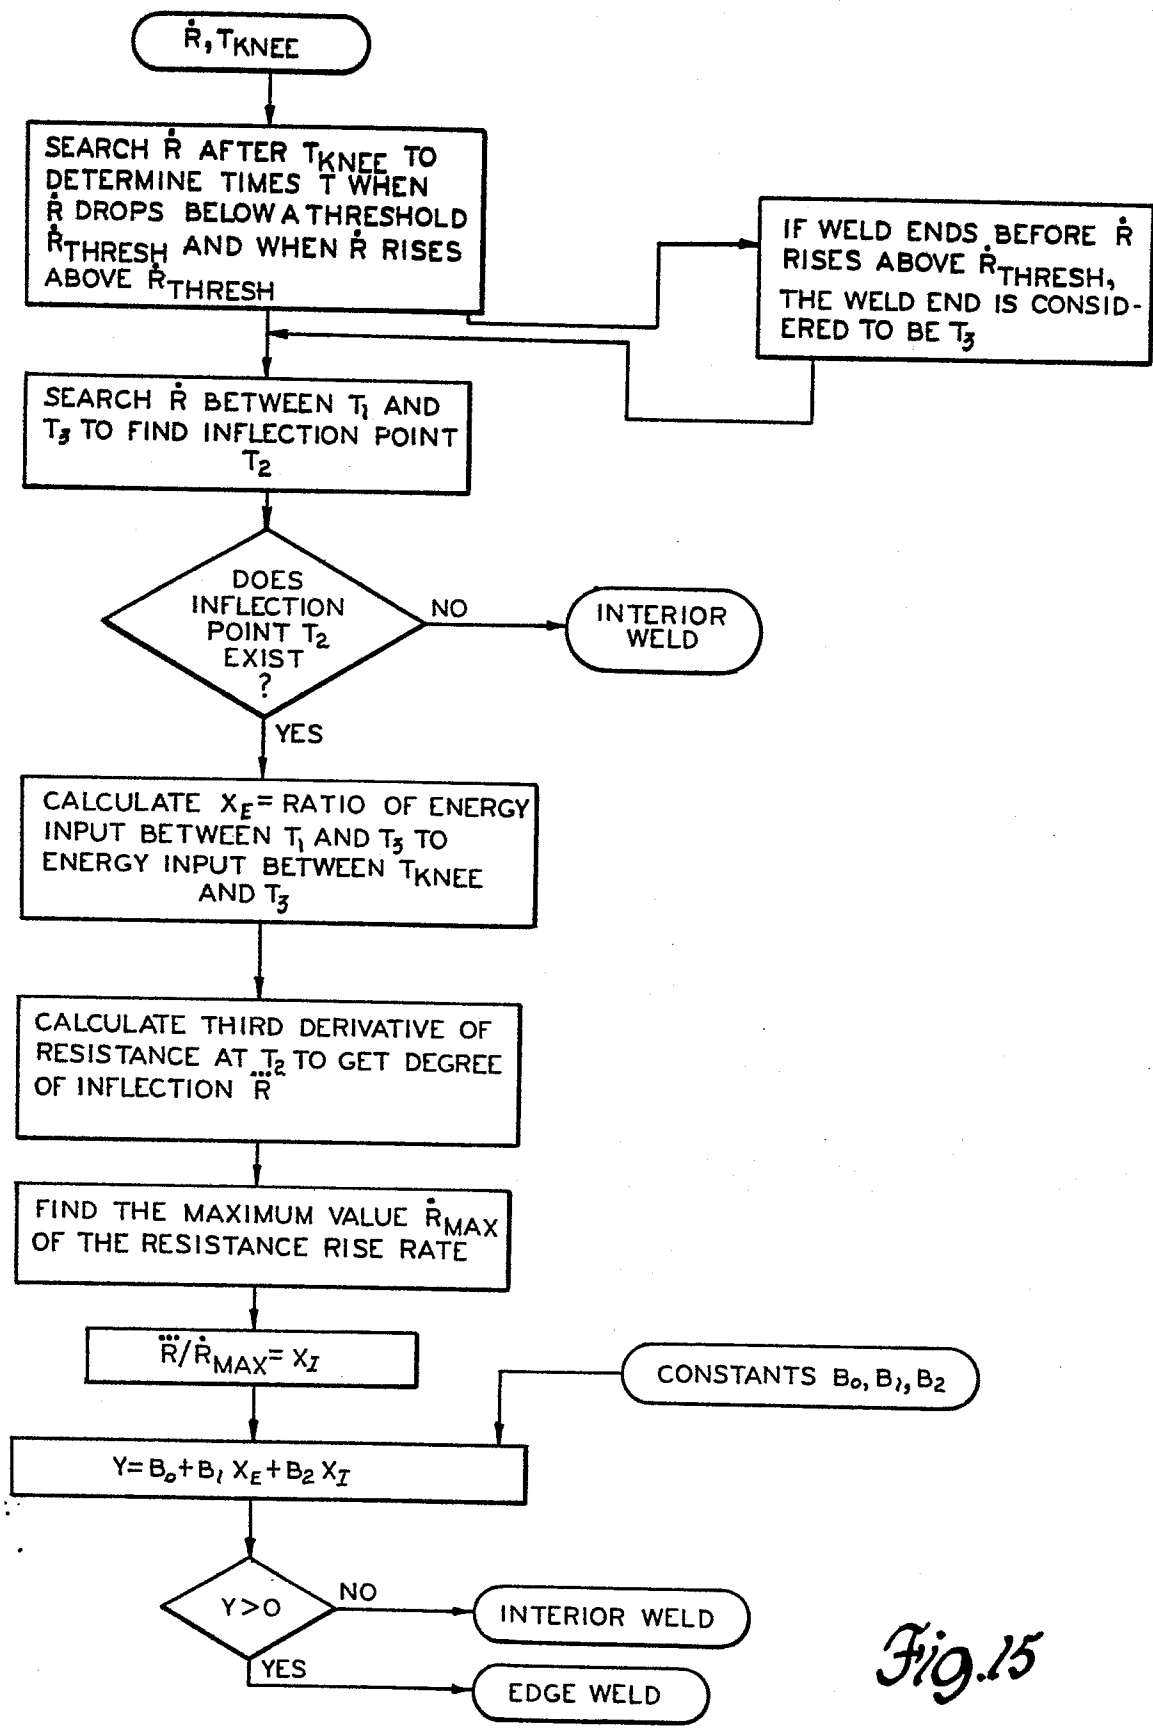 Ṙ, TKNEE
SEARCH Ṙ AFTER TKNEE TO
DETERMINE TIMES T WHEN
Ṙ DROPS BELOW A THRESHOLD
ṘTHRESH AND WHEN Ṙ RISES
ABOVE ṘTHRESH
IF WELD ENDS BEFORE Ṙ
RISES ABOVE ṘTHRESH,
THE WELD END IS CONSID-
ERED TO BE T3
SEARCH Ṙ BETWEEN T1 AND
T3 TO FIND INFLECTION POINT
T2
DOES
INFLECTION
POINT T2
EXIST
?
NO
INTERIOR
WELD
YES
CALCULATE XE = RATIO OF ENERGY
INPUT BETWEEN T1 AND T3 TO
ENERGY INPUT BETWEEN TKNEE
AND T3
CALCULATE THIRD DERIVATIVE OF
RESISTANCE AT T2 TO GET DEGREE
OF INFLECTION R⃛
FIND THE MAXIMUM VALUE ṘMAX
OF THE RESISTANCE RISE RATE
R⃛/ṘMAX = XI
CONSTANTS B0, B1, B2
Y=B0+B1 XE+B2 XI
Y>O
NO
INTERIOR WELD
YES
EDGE WELD
Fig.15